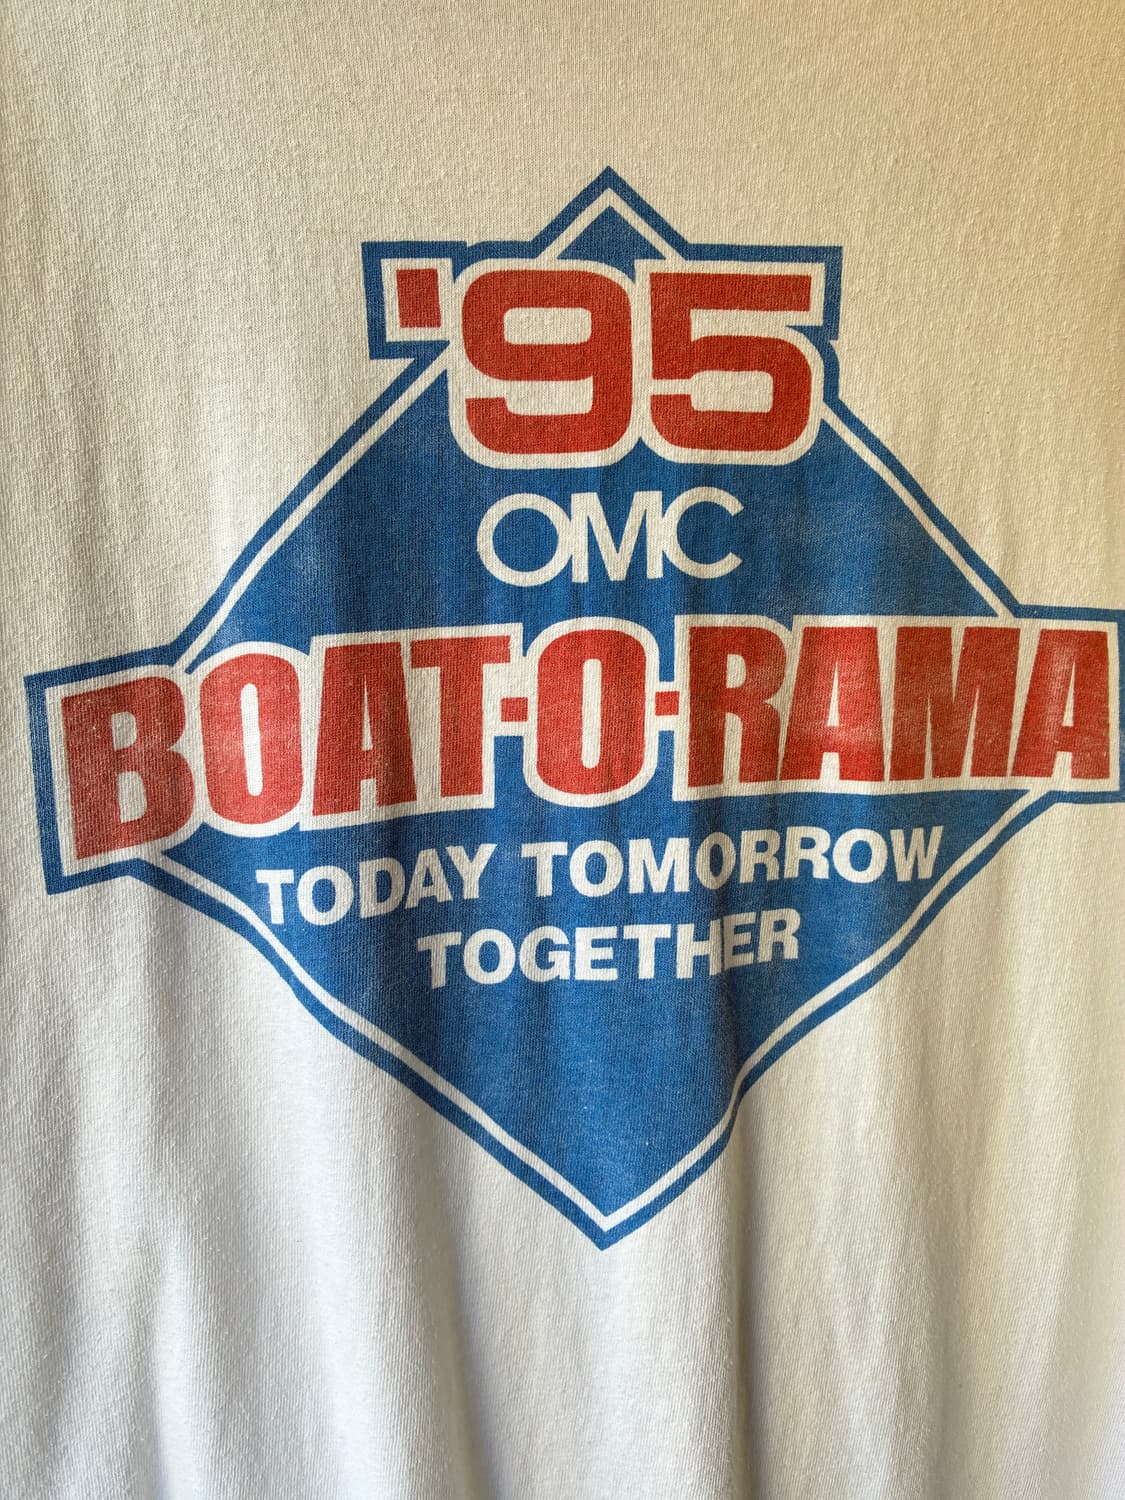 '95
OMC
BOAT-O-RAMA
TODAY TOMORROW
TOGETHER